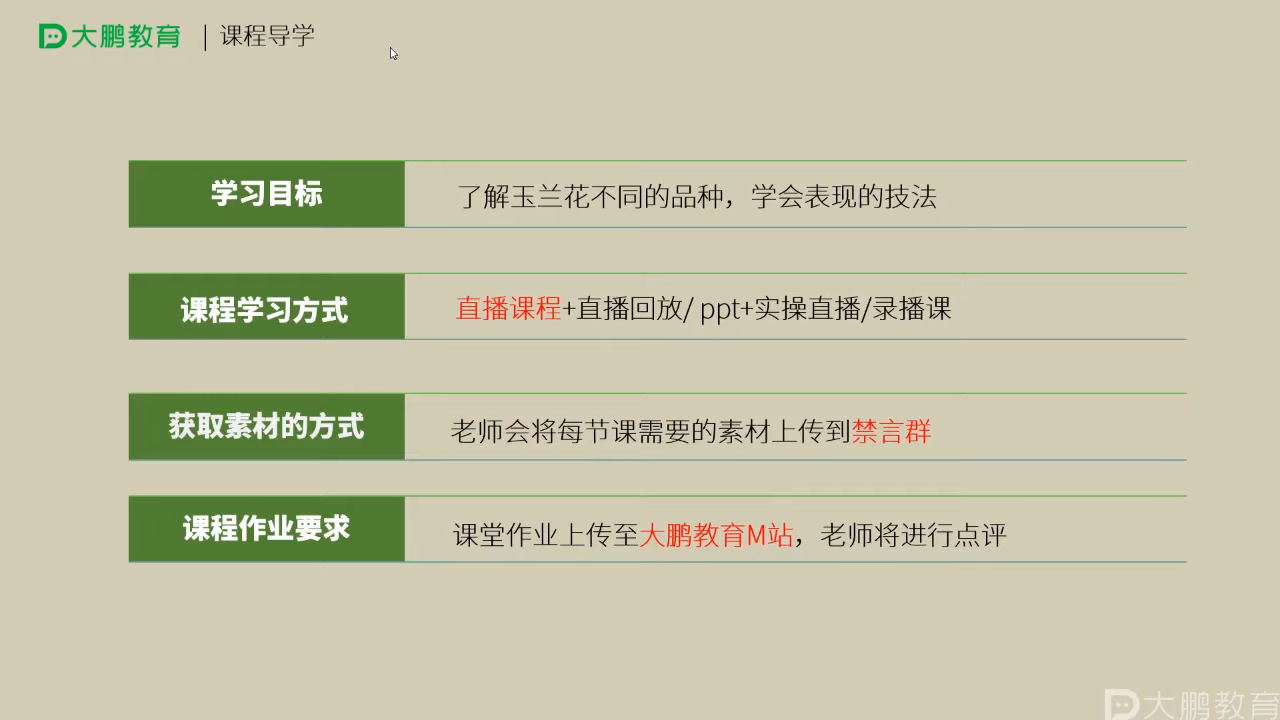 大鹏教育 | 课程导学
学习目标 了解玉兰花不同的品种，学会表现的技法
课程学习方式 直播课程+直播回放/ ppt+实操直播/录播课
获取素材的方式 老师会将每节课需要的素材上传到禁言群
课程作业要求 课堂作业上传至大鹏教育M站，老师将进行点评
大鹏教育